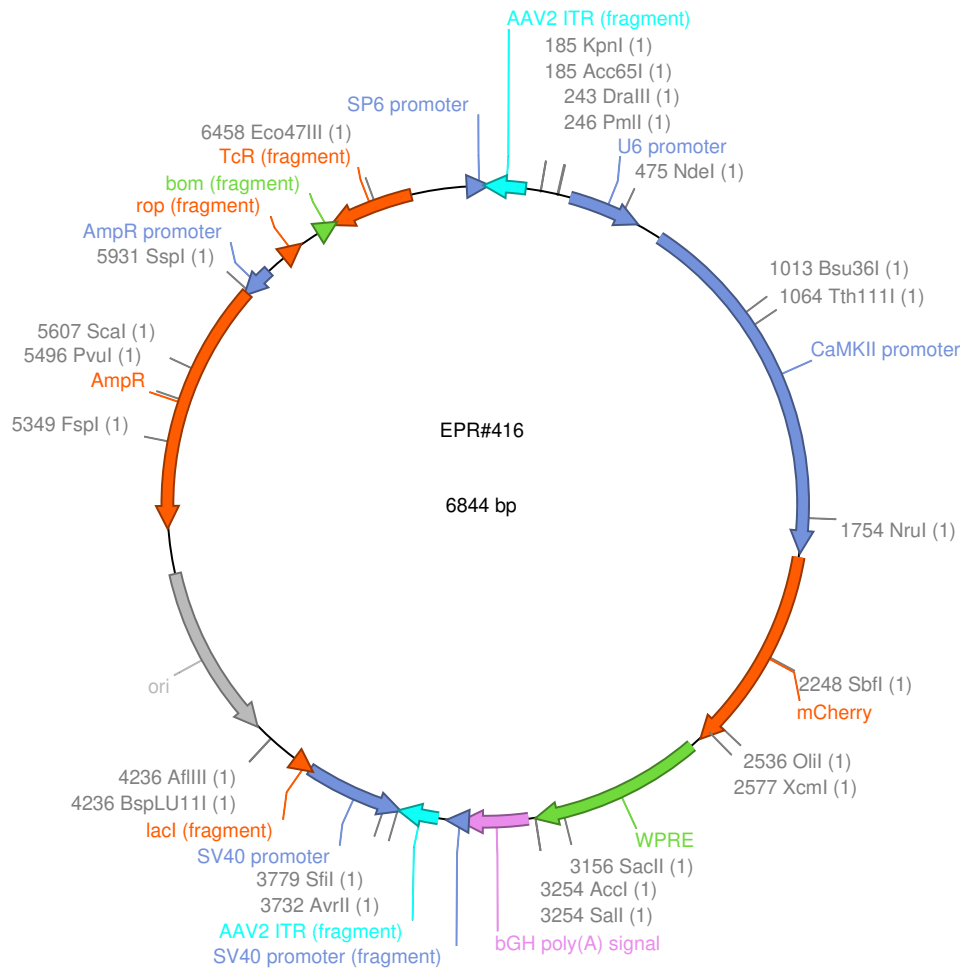 AAV2 ITR (fragment)
185 KpnI (1)
185 Acc65I (1)
243 DraIII (1)
246 PmlI (1)
U6 promoter
475 NdeI (1)
1013 Bsu36I (1)
1064 Tth111I (1)
CaMKII promoter
1754 NruI (1)
2248 SbfI (1)
mCherry
2536 OliI (1)
2577 XcmI (1)
WPRE
3156 SacII (1)
3254 AccI (1)
3254 SalI (1)
bGH poly(A) signal
SV40 promoter (fragment)
AAV2 ITR (fragment)
3732 AvrII (1)
3779 SfiI (1)
SV40 promoter
lacI (fragment)
4236 BspLU11I (1)
4236 AflIII (1)
ori
5349 FspI (1)
AmpR
5496 PvuI (1)
5607 ScaI (1)
5931 SspI (1)
AmpR promoter
rop (fragment)
bom (fragment)
TcR (fragment)
6458 Eco47III (1)
SP6 promoter
EPR#416
6844 bp